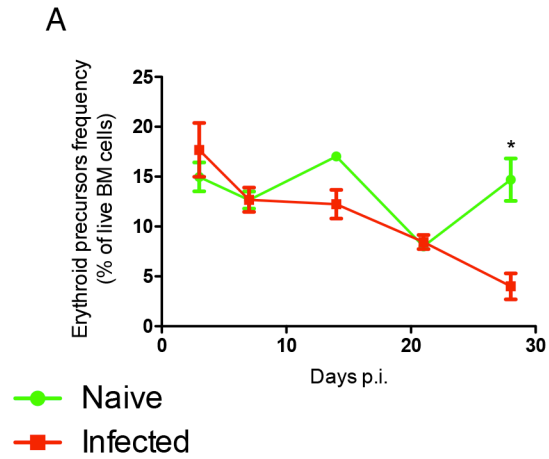 A
Erythroid precursors frequency
(% of live BM cells)
25
20
15
10
5
0
*
0 10 20 30
Days p.i.
Naive
Infected